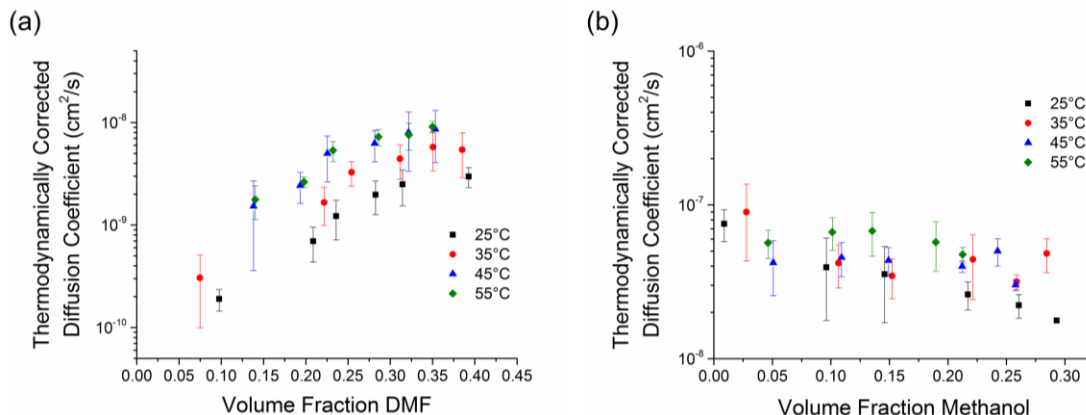 (a)
Thermodynamically Corrected
Diffusion Coefficient (cm²/s)
10⁻⁸
10⁻⁹
10⁻¹⁰
25°C
35°C
45°C
55°C
0.00 0.05 0.10 0.15 0.20 0.25 0.30 0.35 0.40 0.45
Volume Fraction DMF
(b)
Thermodynamically Corrected
Diffusion Coefficient (cm²/s)
10⁻⁶
10⁻⁷
10⁻⁸
25°C
35°C
45°C
55°C
0.00 0.05 0.10 0.15 0.20 0.25 0.30
Volume Fraction Methanol